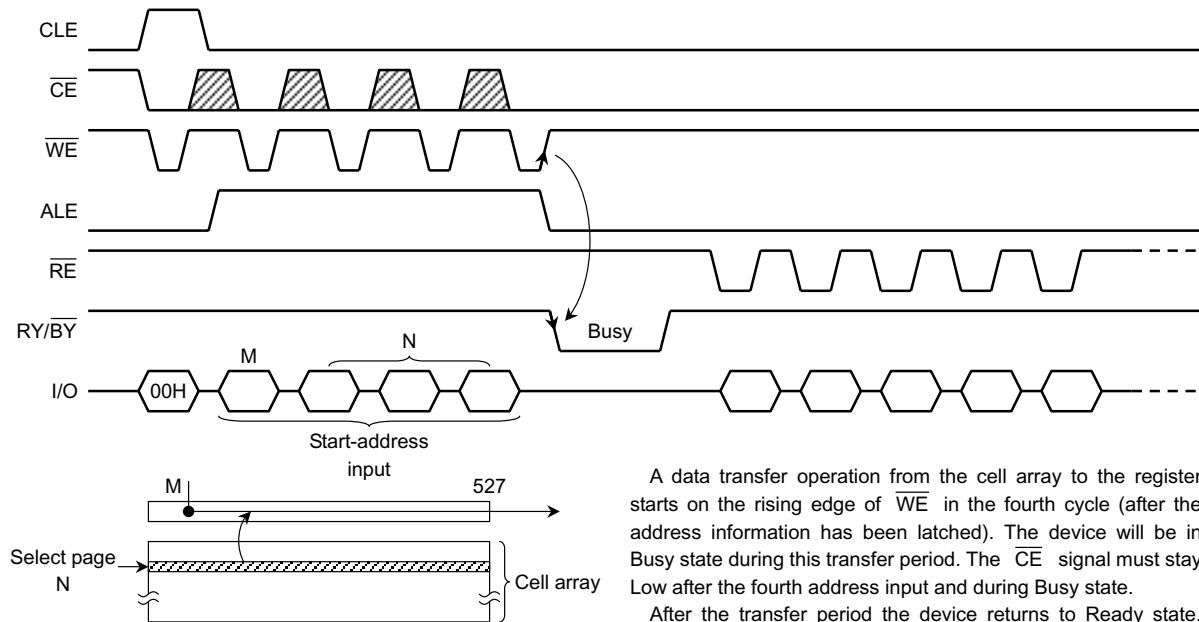 CLE
CE
WE
ALE
RE
RY/BY
Busy
N
M
I/O
00H
Start-address
input
M
527
Select page
N
Cell array
A data transfer operation from the cell array to the register
starts on the rising edge of WE in the fourth cycle (after the
address information has been latched). The device will be in
Busy state during this transfer period. The CE signal must stay
Low after the fourth address input and during Busy state.
After the transfer period the device returns to Ready state.